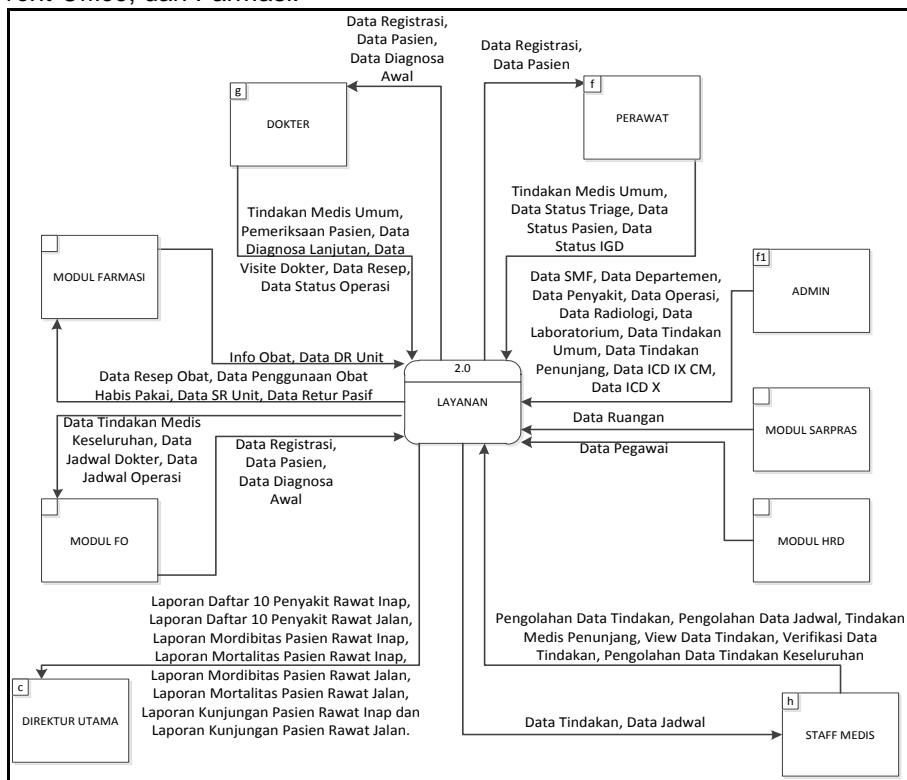 Front Office, dan Farmasi.
Data Registrasi,
Data Pasien,
Data Diagnosa
Awal
Data Registrasi,
Data Pasien
g
DOKTER
f
PERAWAT
Tindakan Medis Umum,
Pemeriksaan Pasien, Data
Diagnosa Lanjutan, Data
Visite Dokter, Data Resep,
Data Status Operasi
Tindakan Medis Umum,
Data Status Triage, Data
Status Pasien, Data
Status IGD
MODUL FARMASI
f1
ADMIN
Data SMF, Data Departemen,
Data Penyakit, Data Operasi,
Data Radiologi, Data
Laboratorium, Data Tindakan
Umum, Data Tindakan
Penunjang, Data ICD IX CM,
Data ICD X
Info Obat, Data DR Unit
Data Resep Obat, Data Penggunaan Obat
Habis Pakai, Data SR Unit, Data Retur Pasif
2.0
LAYANAN
Data Ruangan
MODUL SARPRAS
Data Pegawai
MODUL HRD
Data Tindakan Medis
Keseluruhan, Data
Jadwal Dokter, Data
Jadwal Operasi
Data Registrasi,
Data Pasien,
Data Diagnosa
Awal
MODUL FO
Laporan Daftar 10 Penyakit Rawat Inap,
Laporan Daftar 10 Penyakit Rawat Jalan,
Laporan Mordibitas Pasien Rawat Inap,
Laporan Mortalitas Pasien Rawat Inap,
Laporan Mordibitas Pasien Rawat Jalan,
Laporan Mortalitas Pasien Rawat Jalan,
Laporan Kunjungan Pasien Rawat Inap dan
Laporan Kunjungan Pasien Rawat Jalan.
c
DIREKTUR UTAMA
Pengolahan Data Tindakan, Pengolahan Data Jadwal, Tindakan
Medis Penunjang, View Data Tindakan, Verifikasi Data
Tindakan, Pengolahan Data Tindakan Keseluruhan
Data Tindakan, Data Jadwal
h
STAFF MEDIS